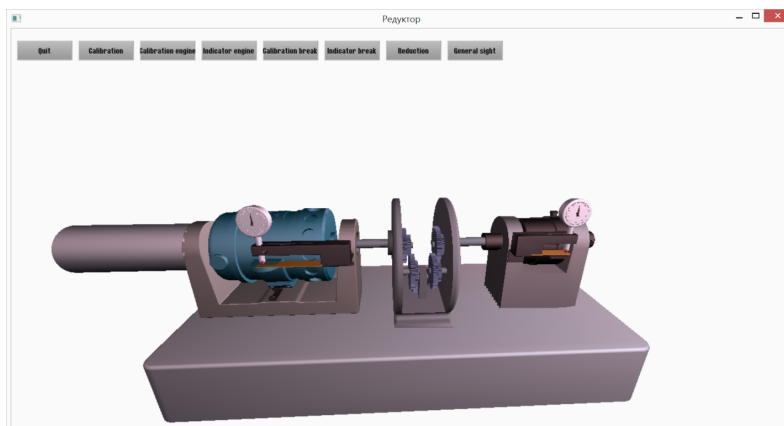 Редуктор
Quit Calibration Calibration engine Indicator engine Calibration break Indicator break Reduction General sight